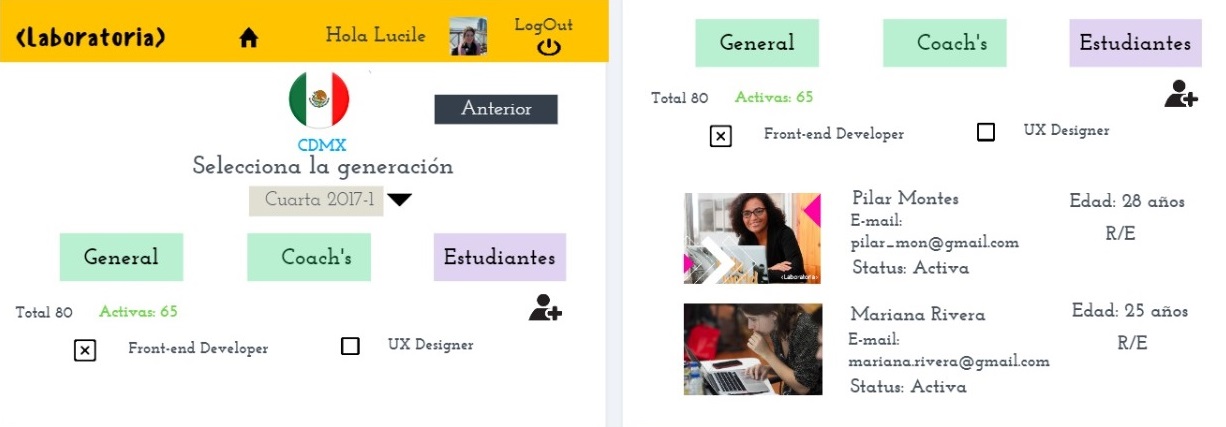 <Laboratoria>
Hola Lucile
LogOut
Anterior
CDMX
Selecciona la generación
Cuarta 2017-1
General
Coach's
Estudiantes
Total 80
Activas: 65
Front-end Developer
UX Designer
General
Coach's
Estudiantes
Total 80
Activas: 65
Front-end Developer
UX Designer
<Laboratoria>
Pilar Montes
E-mail:
pilar_mon@gmail.com
Status: Activa
Edad: 28 años
R/E
Mariana Rivera
E-mail:
mariana.rivera@gmail.com
Status: Activa
Edad: 25 años
R/E